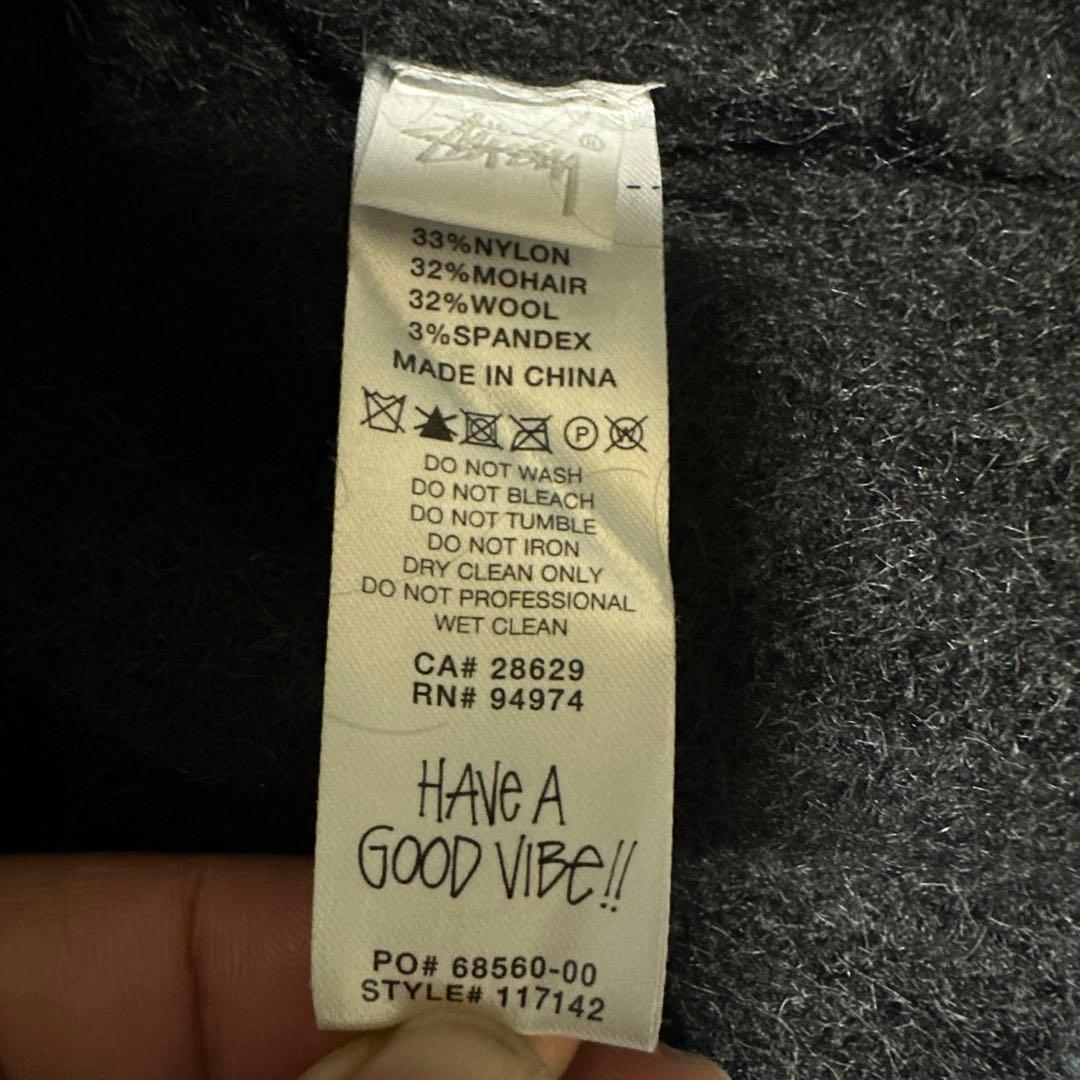 Stüssy ®
33%NYLON
32%MOHAIR
32%WOOL
3%SPANDEX
MADE IN CHINA
P W
DO NOT WASH
DO NOT BLEACH
DO NOT TUMBLE
DO NOT IRON
DRY CLEAN ONLY
DO NOT PROFESSIONAL
WET CLEAN
CA# 28629
RN# 94974
HAVe A
GOOD VIBe!!
PO# 68560-00
STYLE# 117142